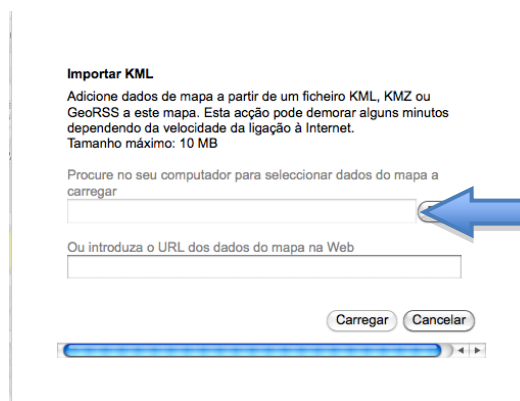 Importar KML
Adicione dados de mapa a partir de um ficheiro KML, KMZ ou
GeoRSS a este mapa. Esta acção pode demorar alguns minutos
dependendo da velocidade da ligação à Internet.
Tamanho máximo: 10 MB
Procure no seu computador para seleccionar dados do mapa a
carregar
Ou introduza o URL dos dados do mapa na Web
Carregar Cancelar